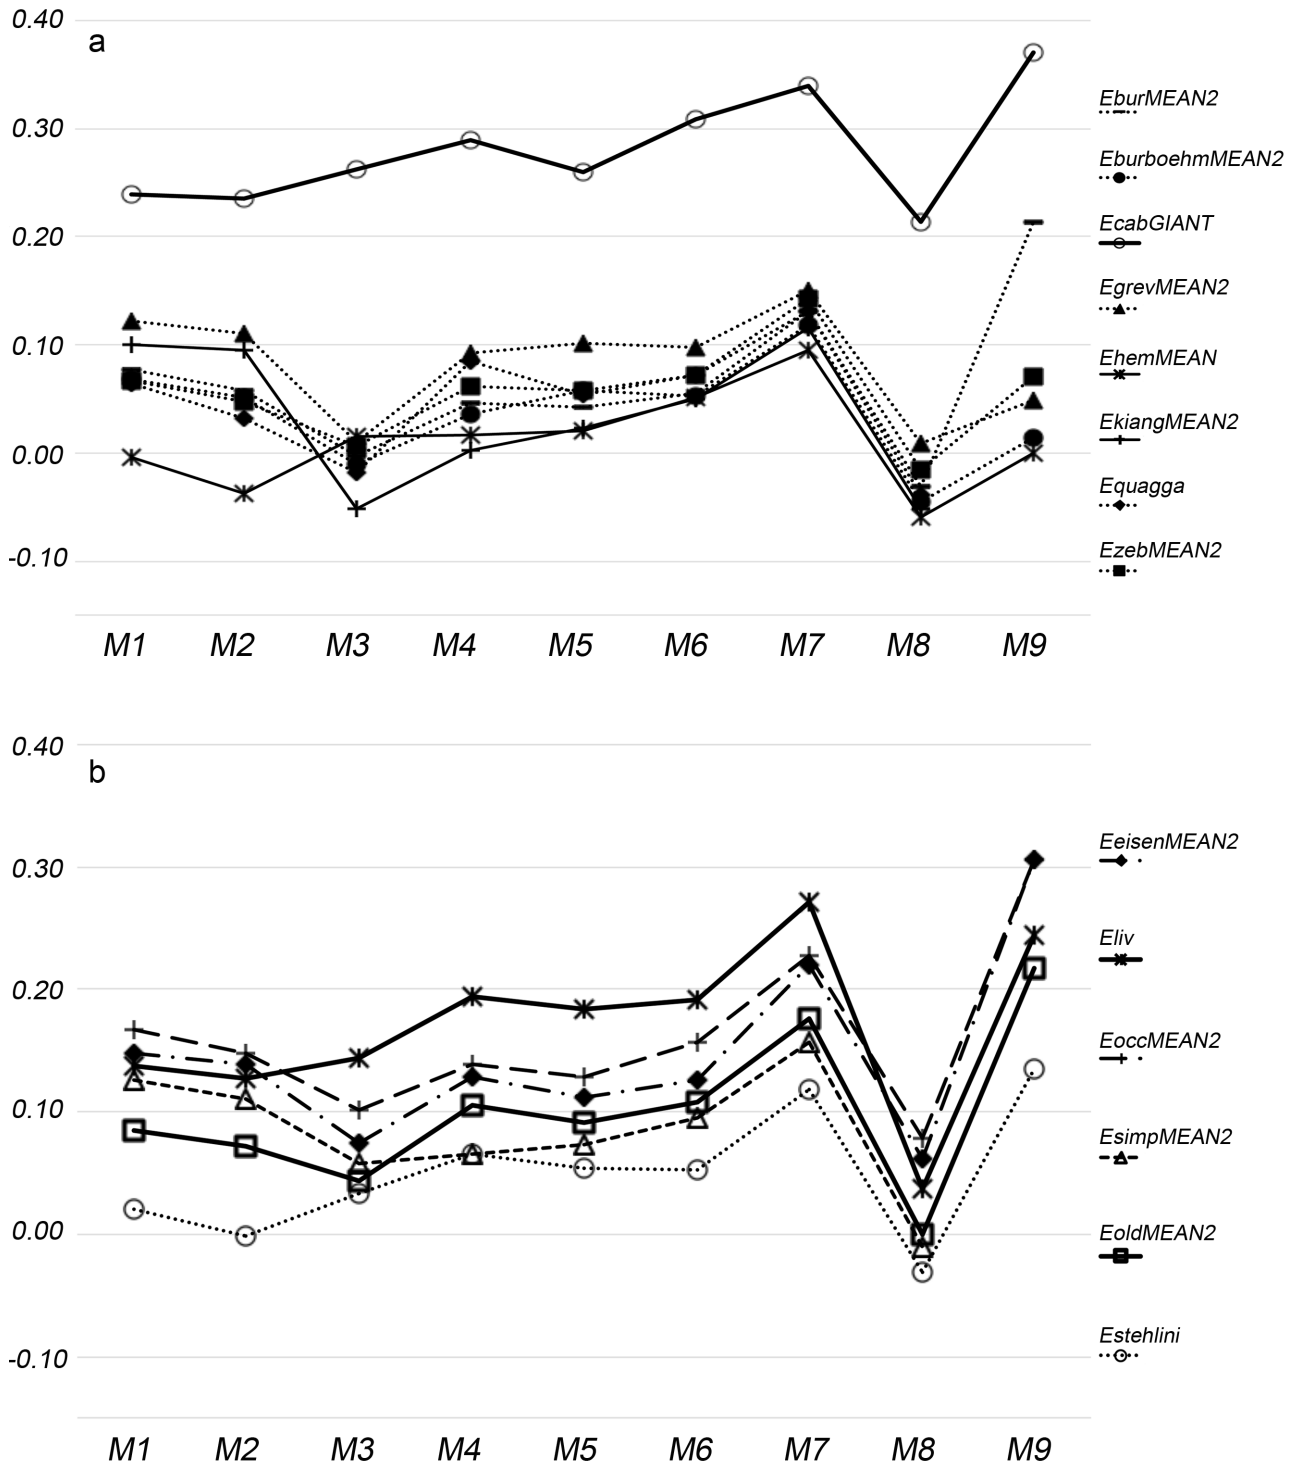 0.40
a
0.30
0.20
0.10
0.00
-0.10
M1 M2 M3 M4 M5 M6 M7 M8 M9
EburMEAN2
EburboehmMEAN2
EcabGIANT
EgrevMEAN2
EhemMEAN
EkiangMEAN2
Equagga
EzebMEAN2
0.40
b
0.30
0.20
0.10
0.00
-0.10
M1 M2 M3 M4 M5 M6 M7 M8 M9
EeisenMEAN2
Eliv
EoccMEAN2
EsimpMEAN2
EoldMEAN2
Estehlini